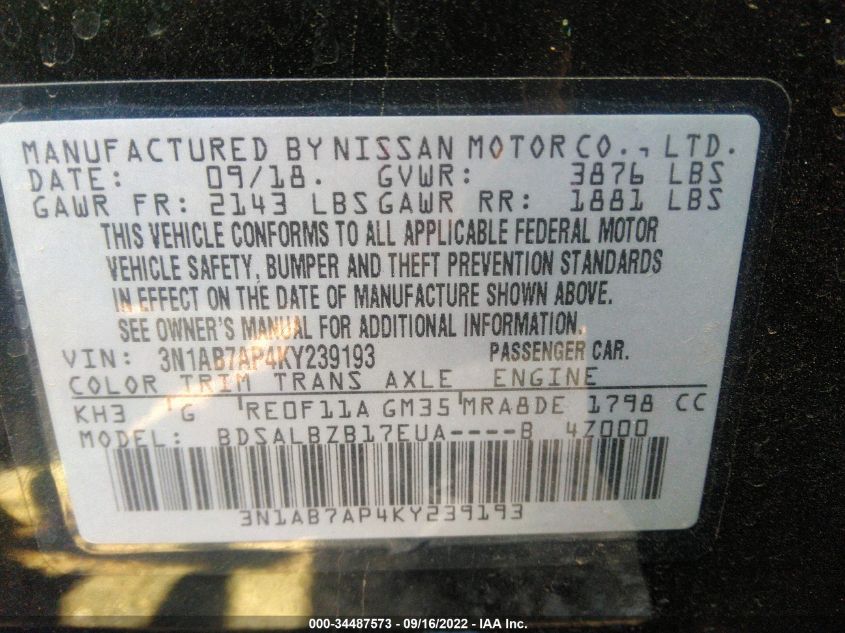 MANUFACTURED BY NISSAN MOTOR CO., LTD.
DATE: 09/18. GVWR: 3876 LBS
GAWR FR: 2143 LBS GAWR RR: 1881 LBS
THIS VEHICLE CONFORMS TO ALL APPLICABLE FEDERAL MOTOR
VEHICLE SAFETY, BUMPER AND THEFT PREVENTION STANDARDS
IN EFFECT ON THE DATE OF MANUFACTURE SHOWN ABOVE.
SEE OWNER'S MANUAL FOR ADDITIONAL INFORMATION.
VIN: 3N1AB7AP4KY239193 PASSENGER CAR.
COLOR TRIM TRANS AXLE ENGINE
KH3 G RE0F11A GM35 MRA8DE 1798 CC
MODEL: BDSALBZB17EUA----B 4Z000
3N1AB7AP4KY239193
000-34487573 - 09/16/2022 - IAA Inc.